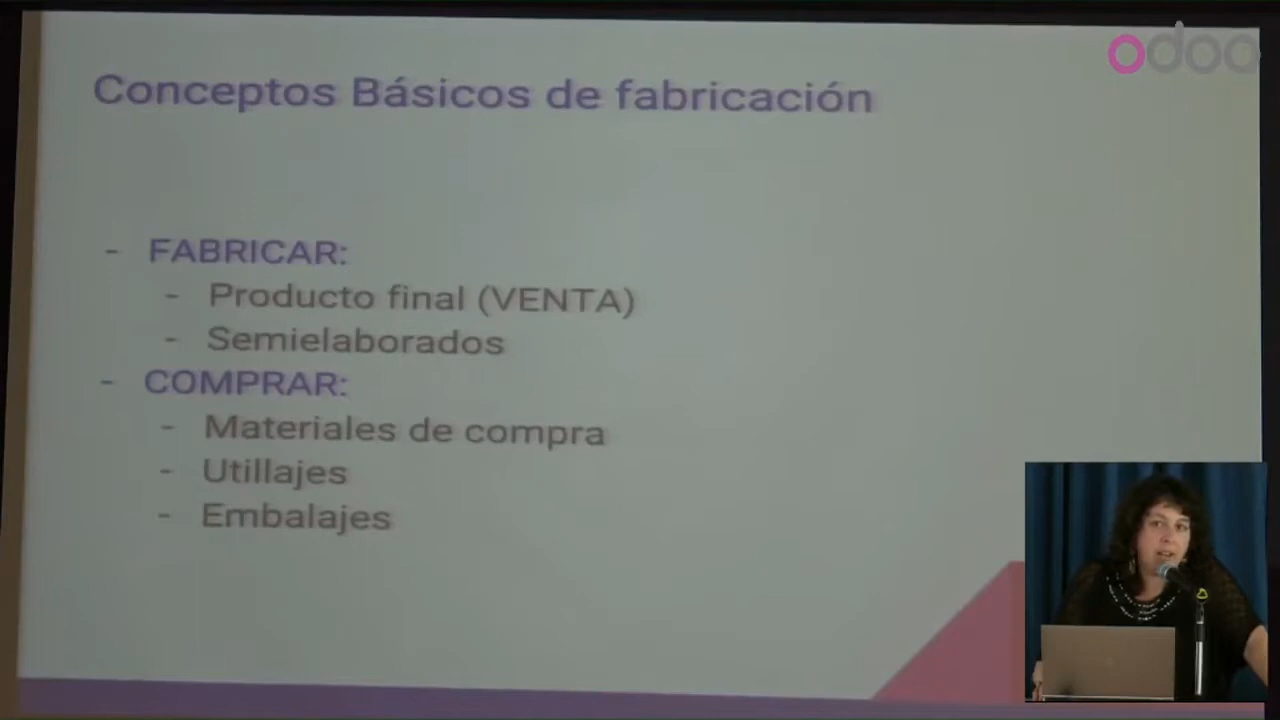 odoo
Conceptos Básicos de fabricación
- FABRICAR:
- Producto final (VENTA)
- Semielaborados
- COMPRAR:
- Materiales de compra
- Utillajes
- Embalajes